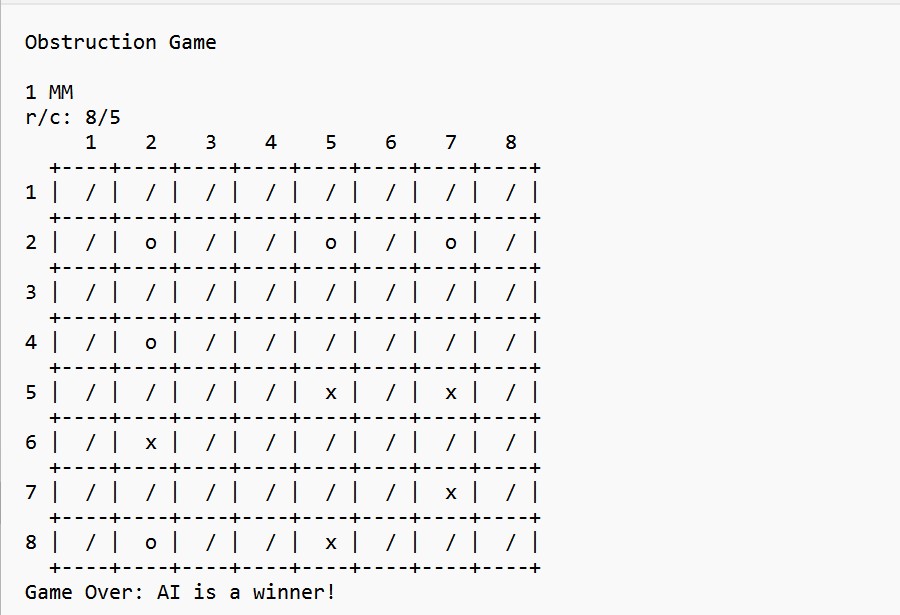 Obstruction Game
1 MM
r/c: 8/5
     1    2    3    4    5    6    7    8
  +----+----+----+----+----+----+----+----+
1 |  / |  / |  / |  / |  / |  / |  / |  / |
  +----+----+----+----+----+----+----+----+
2 |  / |  o |  / |  / |  o |  / |  o |  / |
  +----+----+----+----+----+----+----+----+
3 |  / |  / |  / |  / |  / |  / |  / |  / |
  +----+----+----+----+----+----+----+----+
4 |  / |  o |  / |  / |  / |  / |  / |  / |
  +----+----+----+----+----+----+----+----+
5 |  / |  / |  / |  / |  x |  / |  x |  / |
  +----+----+----+----+----+----+----+----+
6 |  / |  x |  / |  / |  / |  / |  / |  / |
  +----+----+----+----+----+----+----+----+
7 |  / |  / |  / |  / |  / |  / |  x |  / |
  +----+----+----+----+----+----+----+----+
8 |  / |  o |  / |  / |  x |  / |  / |  / |
  +----+----+----+----+----+----+----+----+
Game Over: AI is a winner!